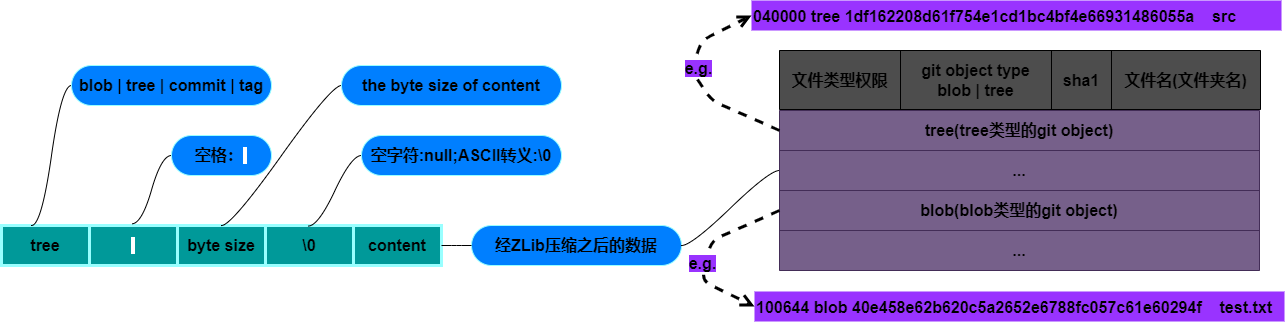 040000 tree 1df162208d61f754e1cd1bc4bf4e66931486055a src
blob | tree | commit | tag
the byte size of content
e.g.
文件类型权限
git object type
blob | tree
sha1
文件名(文件夹名)
tree(tree类型的git object)
空格：
空字符:null;ASCII转义:\0
...
blob(blob类型的git object)
tree
byte size
\0
content
经ZLib压缩之后的数据
...
e.g.
100644 blob 40e458e62b620c5a2652e6788fc057c61e60294f test.txt